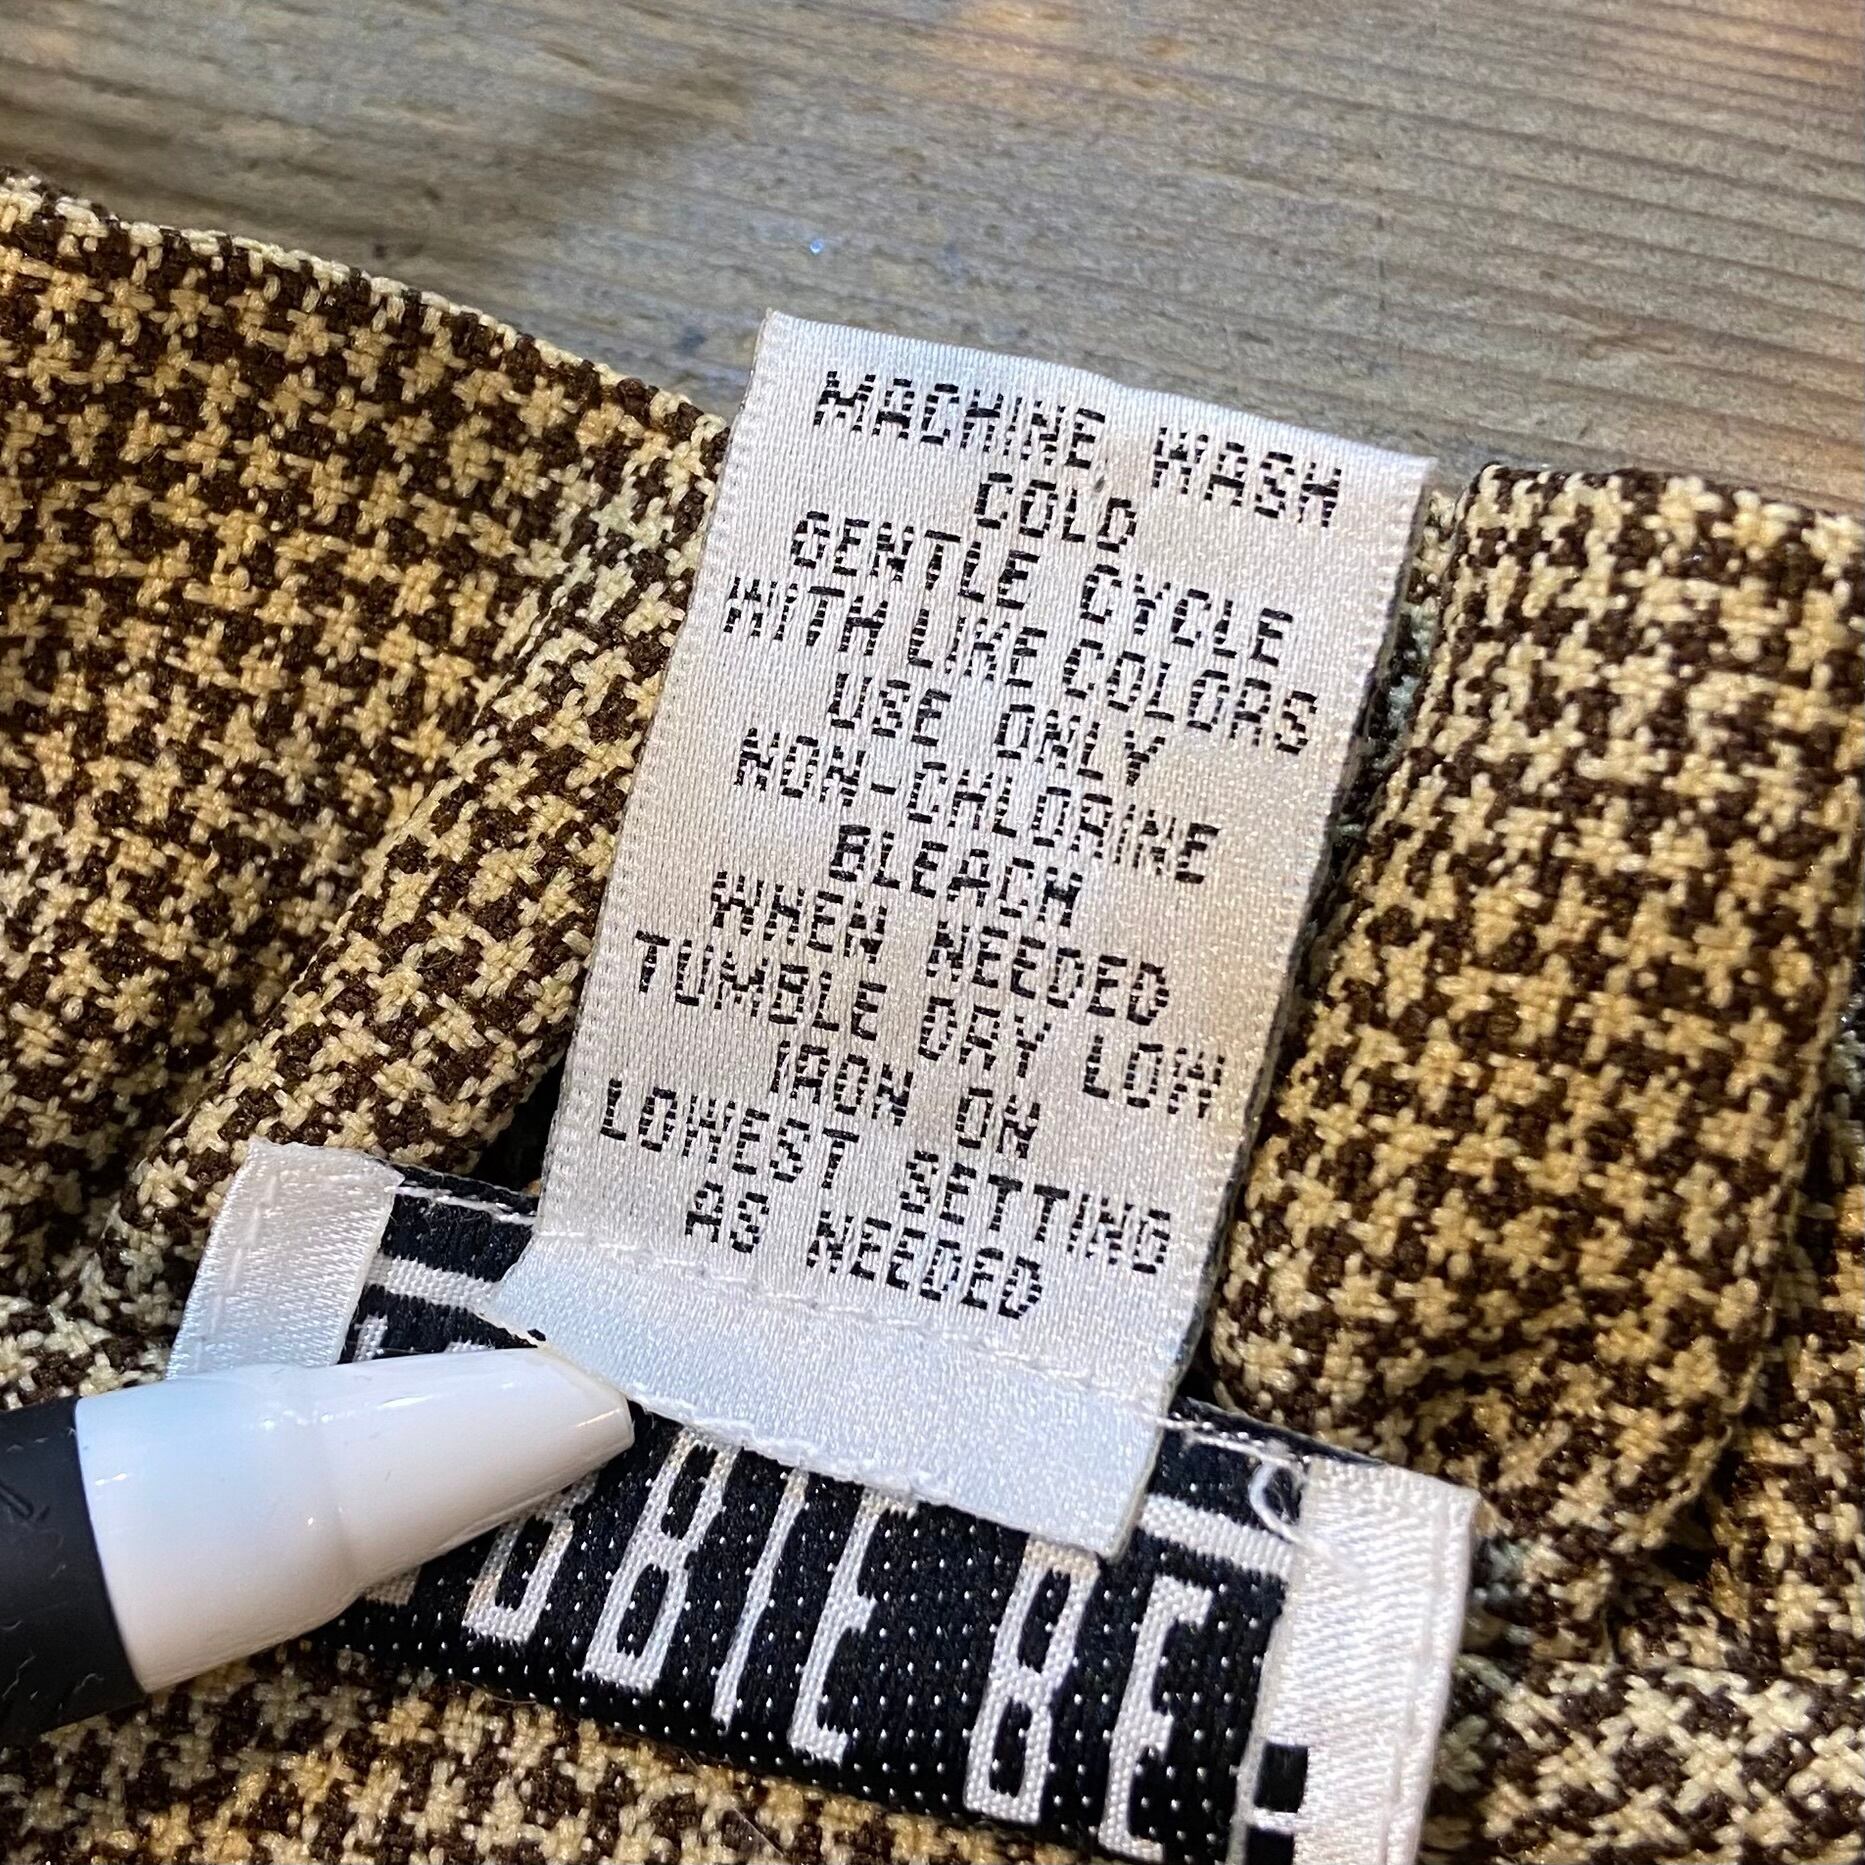 MACHINE WASH
COLD
GENTLE CYCLE
WITH LIKE COLORS
USE ONLY
NON-CHLORINE
BLEACH
WHEN NEEDED
TUMBLE DRY LOW
IRON ON
LOWEST SETTING
AS NEEDED